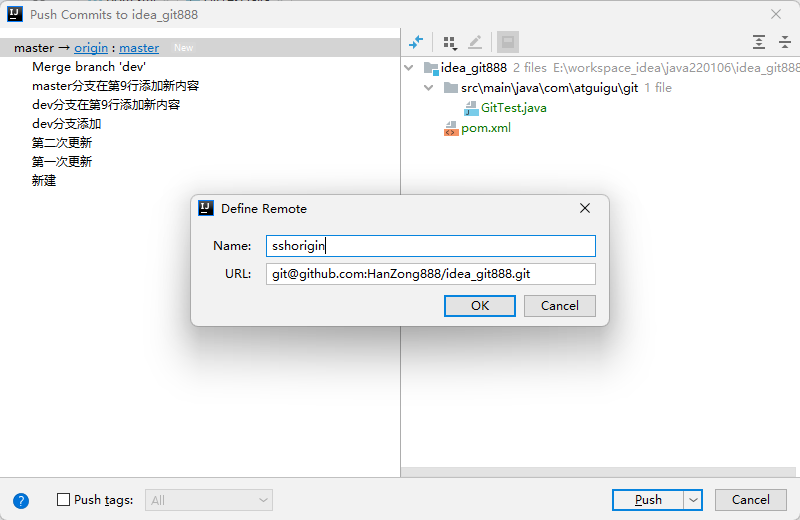 Push Commits to idea_git888
master → origin : master New
Merge branch 'dev'
master分支在第9行添加新内容
dev分支在第9行添加新内容
dev分支添加
第二次更新
第一次更新
新建
idea_git888 2 files E:\workspace_idea\java220106\idea_git888
src\main\java\com\atguigu\git 1 file
GitTest.java
pom.xml
Define Remote
Name: sshorigin
URL: git@github.com:HanZong888/idea_git888.git
OK Cancel
Push tags: All
Push Cancel